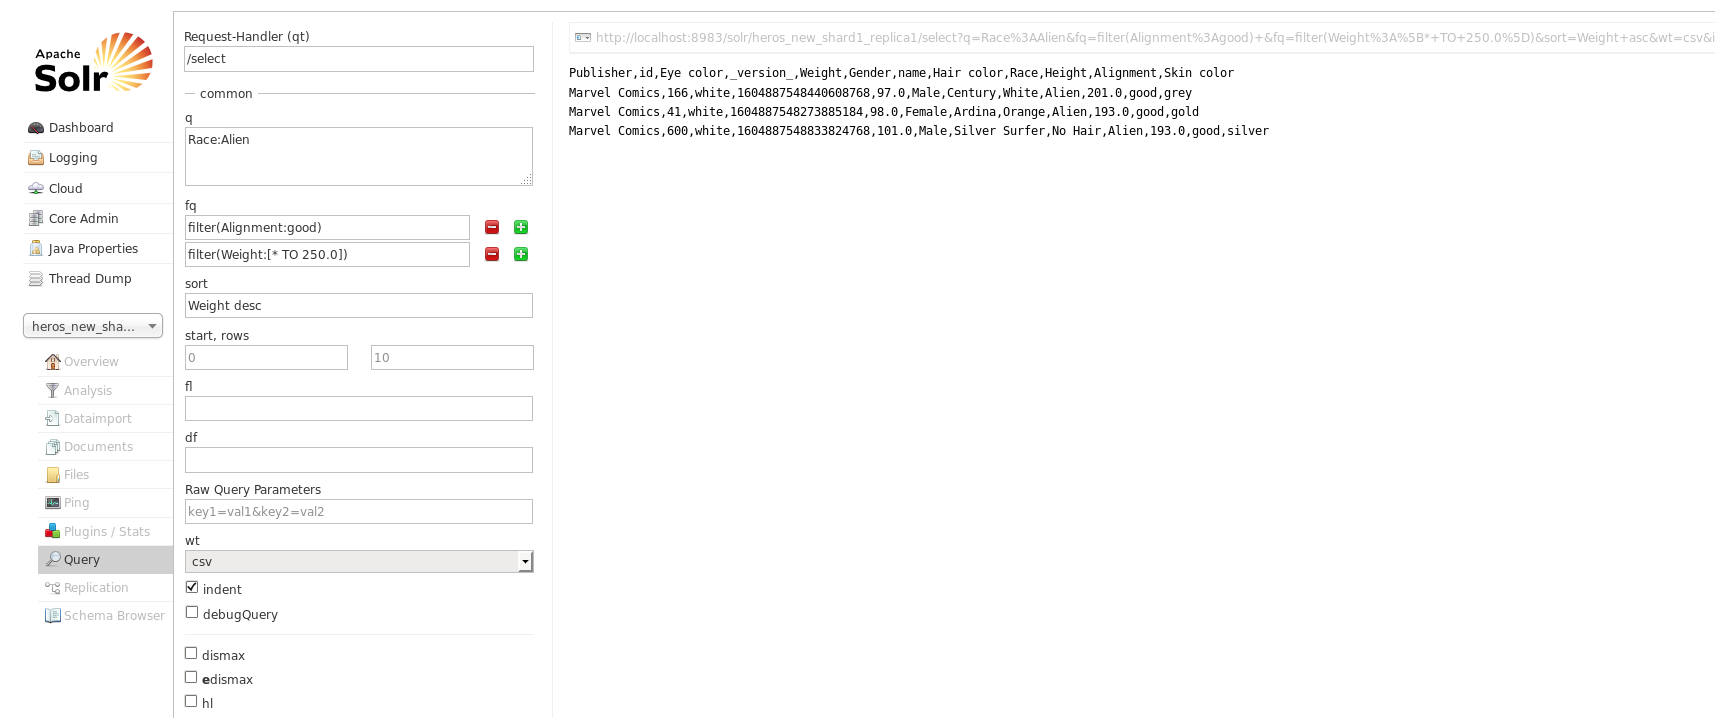 Apache
Solr
Dashboard
Logging
Cloud
Core Admin
Java Properties
Thread Dump
heros_new_sha...
Overview
Analysis
Dataimport
Documents
Files
Ping
Plugins / Stats
Query
Replication
Schema Browser
Request-Handler (qt)
/select
common
q
Race:Alien
fq
filter(Alignment:good)
filter(Weight:[* TO 250.0])
sort
Weight desc
start, rows
0 10
fl
df
Raw Query Parameters
key1=val1&key2=val2
wt
csv
indent
debugQuery
dismax
edismax
hl
http://localhost:8983/solr/heros_new_shard1_replica1/select?q=Race%3AAlien&fq=filter(Alignment%3Agood)+&fq=filter(Weight%3A%5B*+TO+250.0%5D)&sort=Weight+asc&wt=csv&i
Publisher,id,Eye color,_version_,Weight,Gender,name,Hair color,Race,Height,Alignment,Skin color
Marvel Comics,166,white,1604887548440608768,97.0,Male,Century,White,Alien,201.0,good,grey
Marvel Comics,41,white,1604887548273885184,98.0,Female,Ardina,Orange,Alien,193.0,good,gold
Marvel Comics,600,white,1604887548833824768,101.0,Male,Silver Surfer,No Hair,Alien,193.0,good,silver